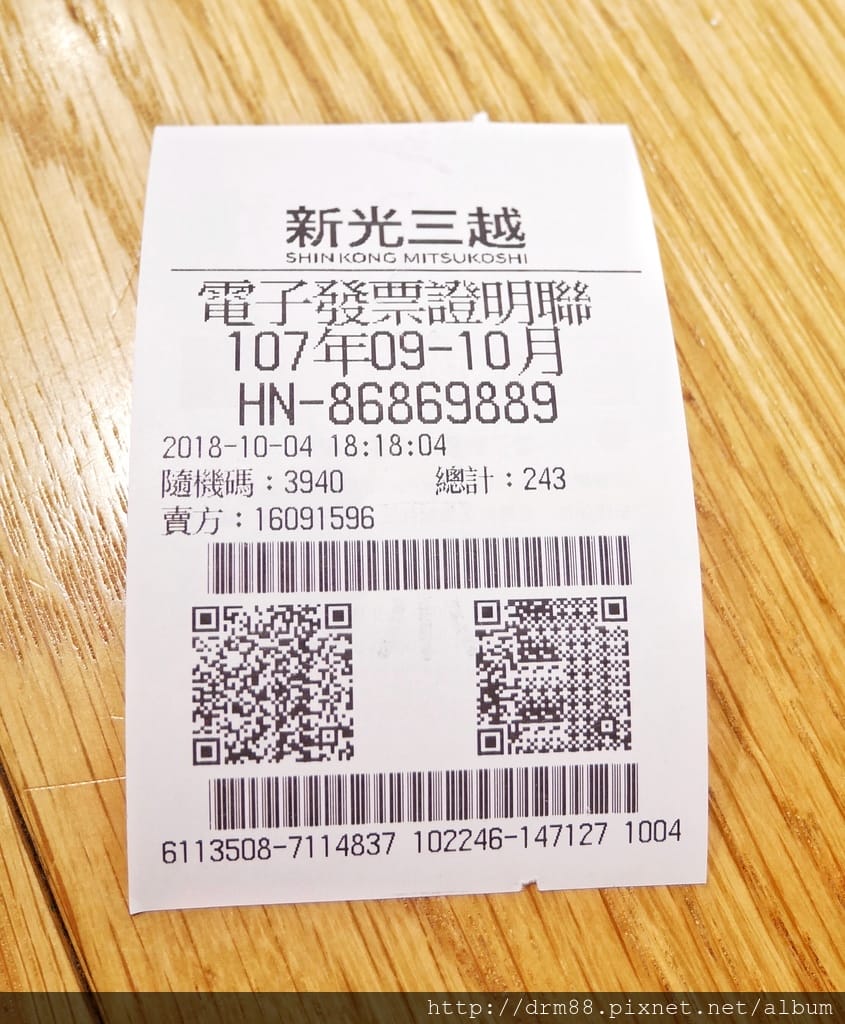 新光三越
SHIN KONG MITSUKOSHI
電子發票證明聯
107年09-10月
HN-86869889
2018-10-04 18:18:04
隨機碼：3940 總計：243
賣方：16091596
6113508-7114837 102246-147127 1004
http://drm88.pixnet.net/album